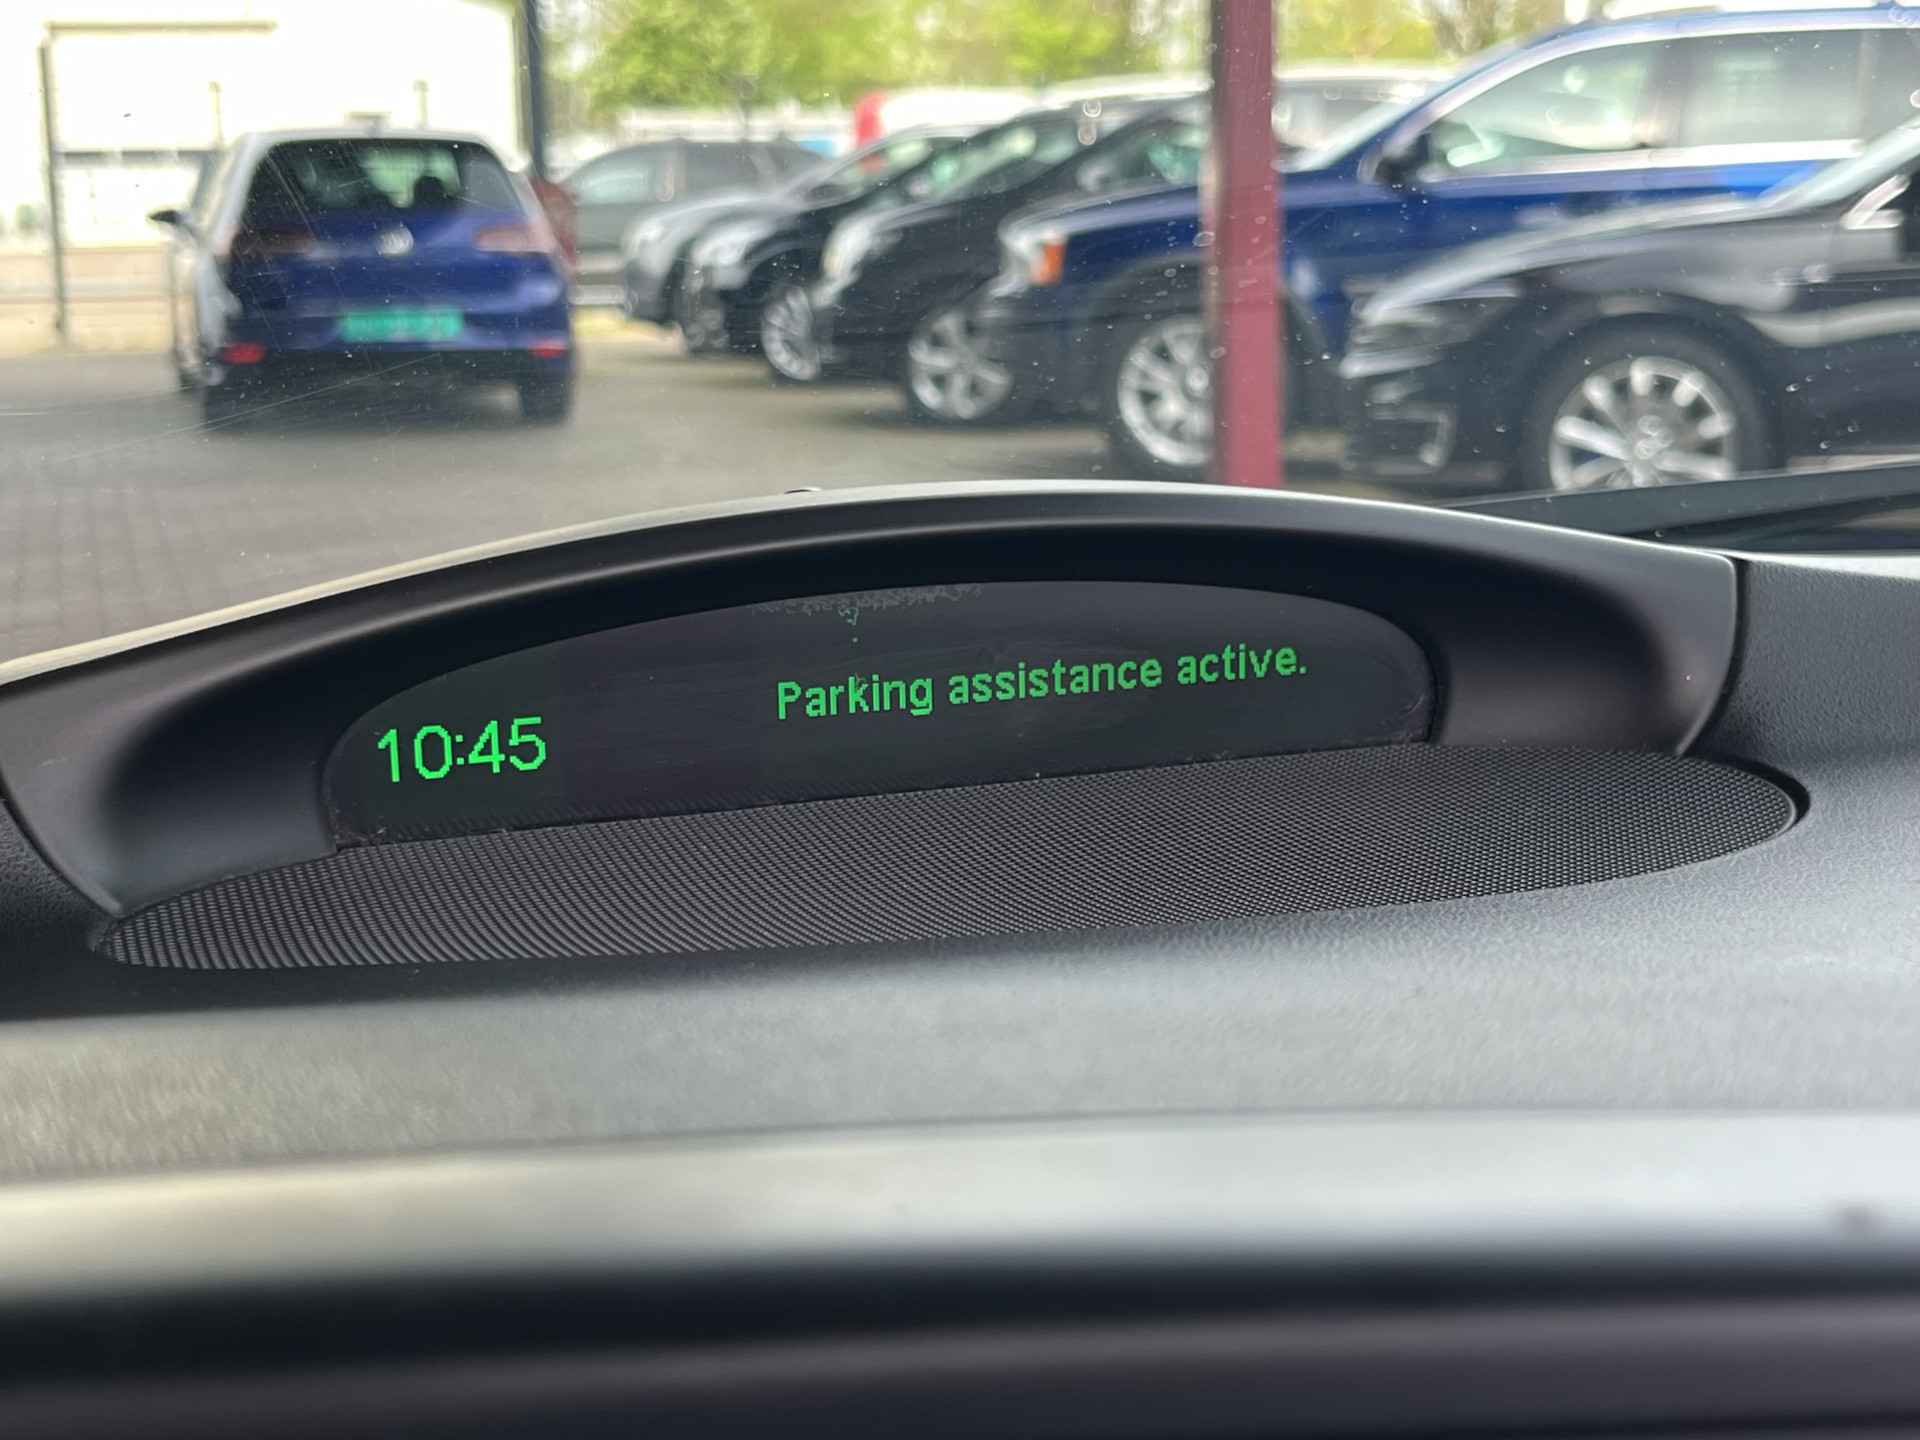 10:45
Parking assistance active.